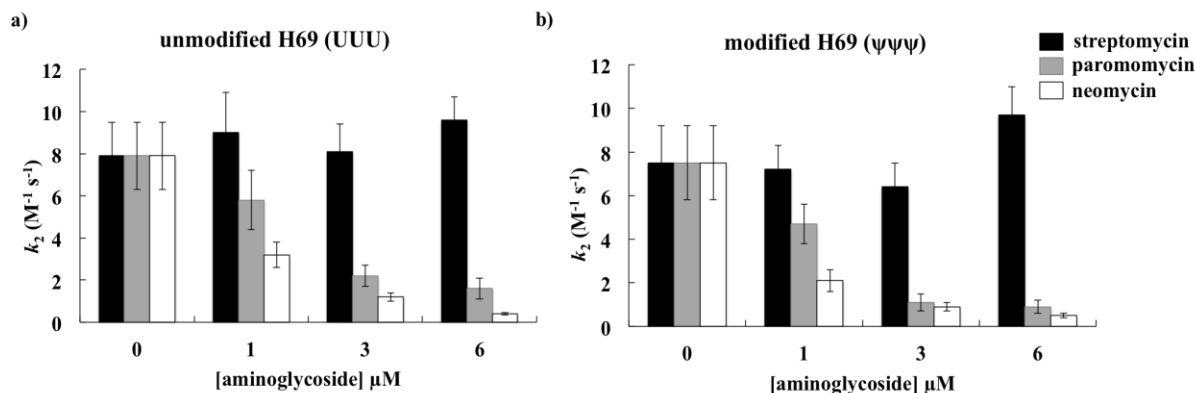 a)
unmodified H69 (UUU)
12
10
8
6
4
2
0
k₂ (M⁻¹ s⁻¹)
0 1 3 6
[aminoglycoside] µM
b)
modified H69 (ψψψ)
12
10
8
6
4
2
0
k₂ (M⁻¹ s⁻¹)
0 1 3 6
[aminoglycoside] µM
streptomycin
paromomycin
neomycin